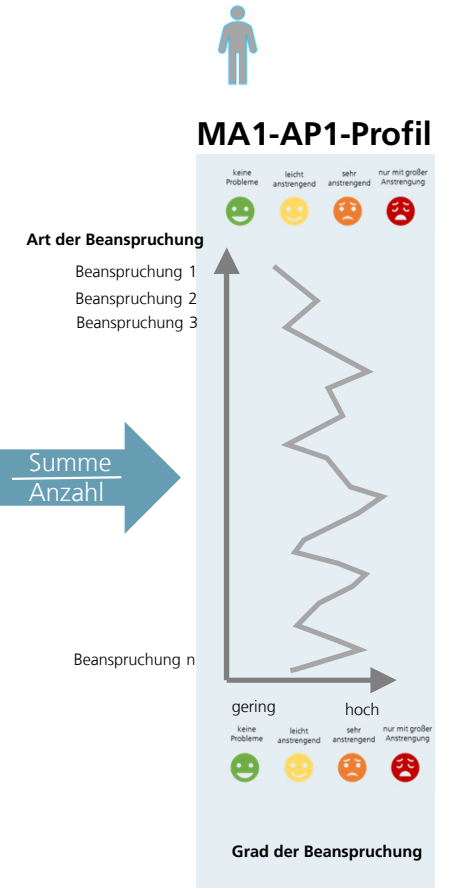 MA1-AP1-Profil
keine
Probleme
leicht
anstrengend
sehr
anstrengend
nur mit großer
Anstrengung
Art der Beanspruchung
Beanspruchung 1
Beanspruchung 2
Beanspruchung 3
Summe
Anzahl
Beanspruchung n
gering
hoch
keine
Probleme
leicht
anstrengend
sehr
anstrengend
nur mit großer
Anstrengung
Grad der Beanspruchung